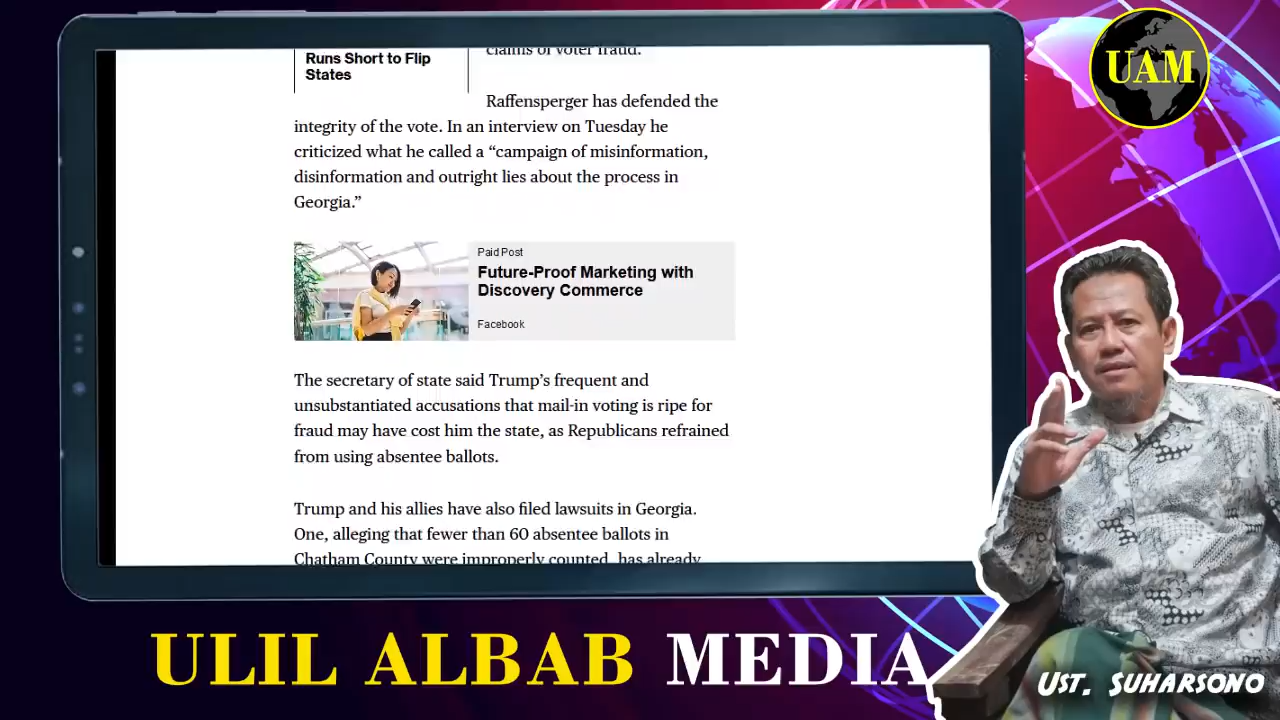 Runs Short to Flip
States
claims of voter fraud.
Raffensperger has defended the
integrity of the vote. In an interview on Tuesday he
criticized what he called a “campaign of misinformation,
disinformation and outright lies about the process in
Georgia.”
Paid Post
Future-Proof Marketing with
Discovery Commerce
Facebook
The secretary of state said Trump’s frequent and
unsubstantiated accusations that mail-in voting is ripe for
fraud may have cost him the state, as Republicans refrained
from using absentee ballots.
Trump and his allies have also filed lawsuits in Georgia.
One, alleging that fewer than 60 absentee ballots in
Chatham County were improperly counted, has already
UAM
ULIL ALBAB MEDIA
UST. SUHARSONO